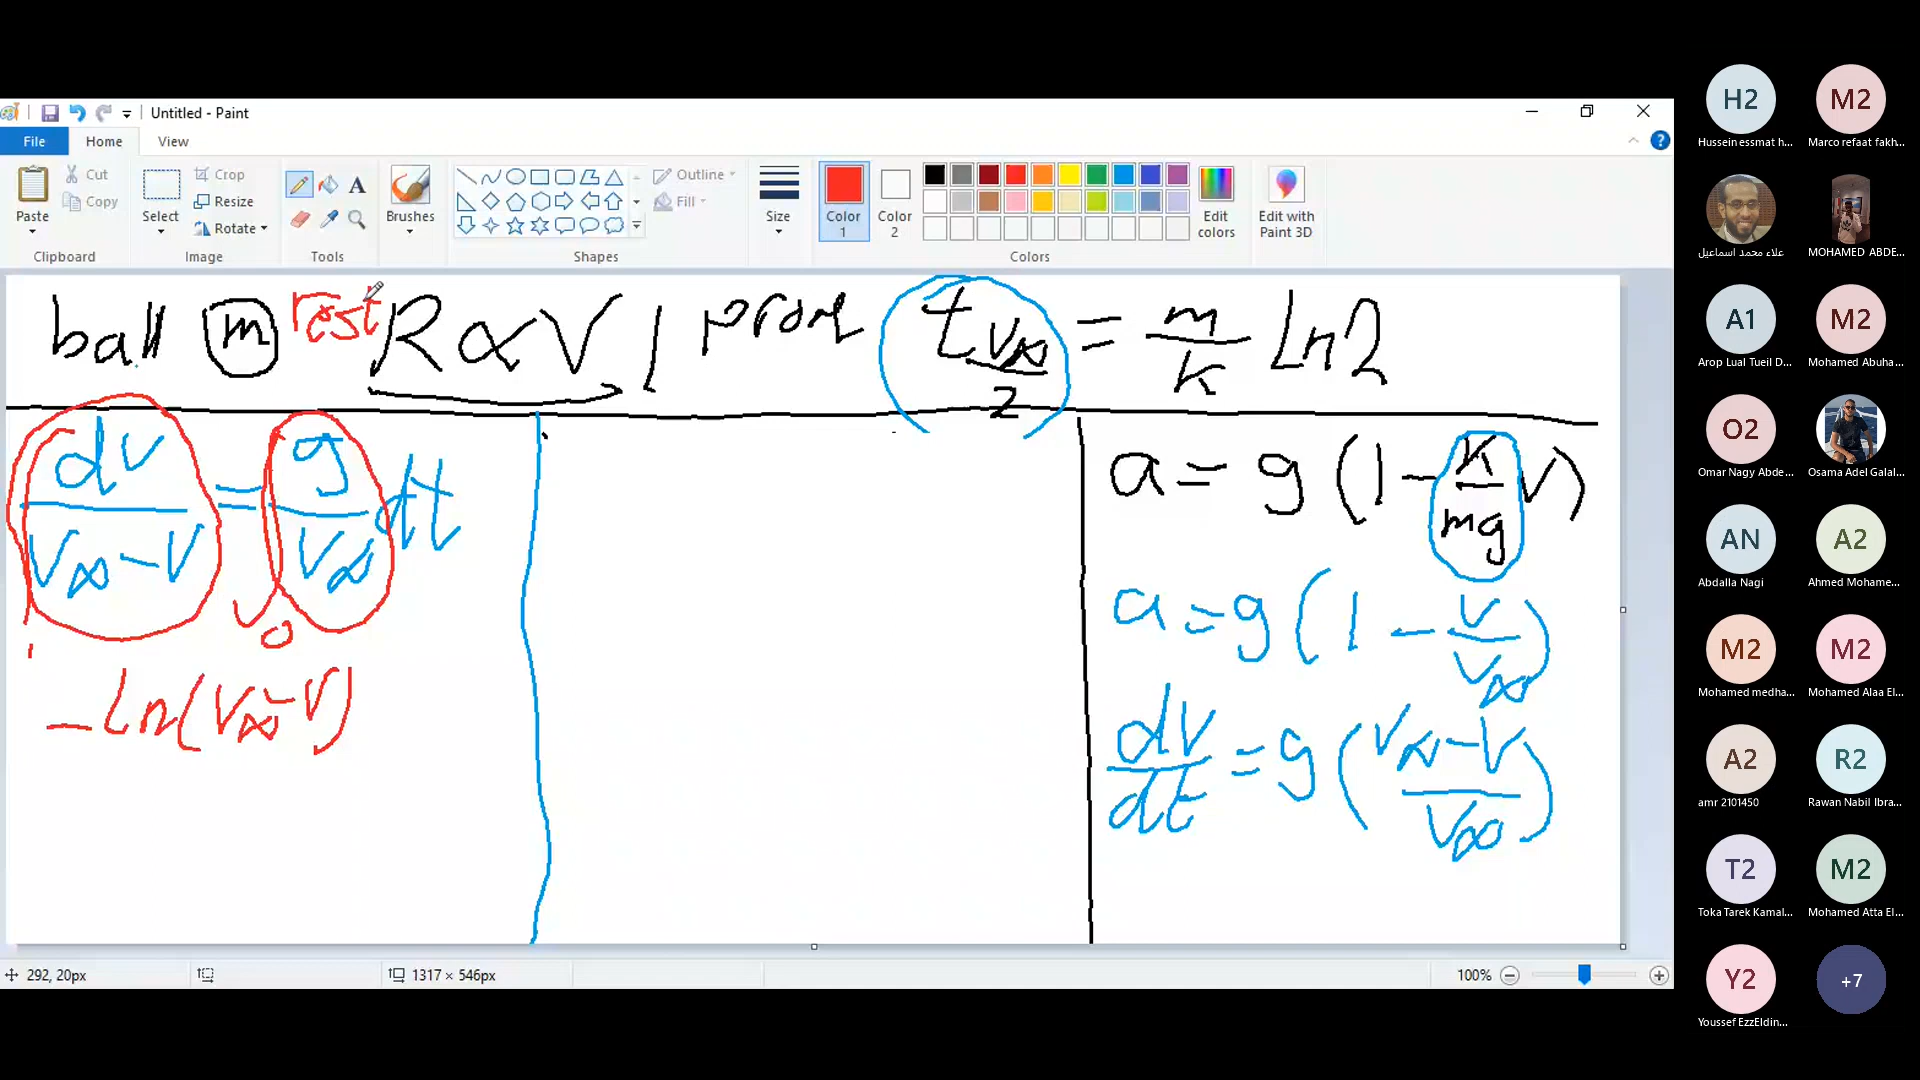 Untitled - Paint
File Home View
Paste Cut Copy Clipboard
Select Crop Resize Rotate Image
Tools
Brushes
Shapes Outline Fill
Size
Color 1
Color 2
Edit colors
Colors
Edit with Paint 3D
ball m rest R∝V | prove t V∞/2 = m/k Ln2
dv/(V∞-V) = g/V∞ dt
v
0
-Ln(V∞-V)
a = g(1 - K/mg V)
a = g(1 - V/V∞)
dV/dt = g((V∞-V)/V∞)
292, 20px
1317 × 546px
100%
H2
Hussein essmat h...
M2
Marco refaat fakh...
علاء محمد اسماعيل
MOHAMED ABDE...
A1
Arop Lual Tueil D...
M2
Mohamed Abuha...
O2
Omar Nagy Abde...
Osama Adel Galal...
AN
Abdalla Nagi
A2
Ahmed Mohame...
M2
Mohamed medha...
M2
Mohamed Alaa El...
A2
amr 2101450
R2
Rawan Nabil Ibra...
T2
Toka Tarek Kamal...
M2
Mohamed Atta El...
Y2
Youssef EzzEldin...
+7